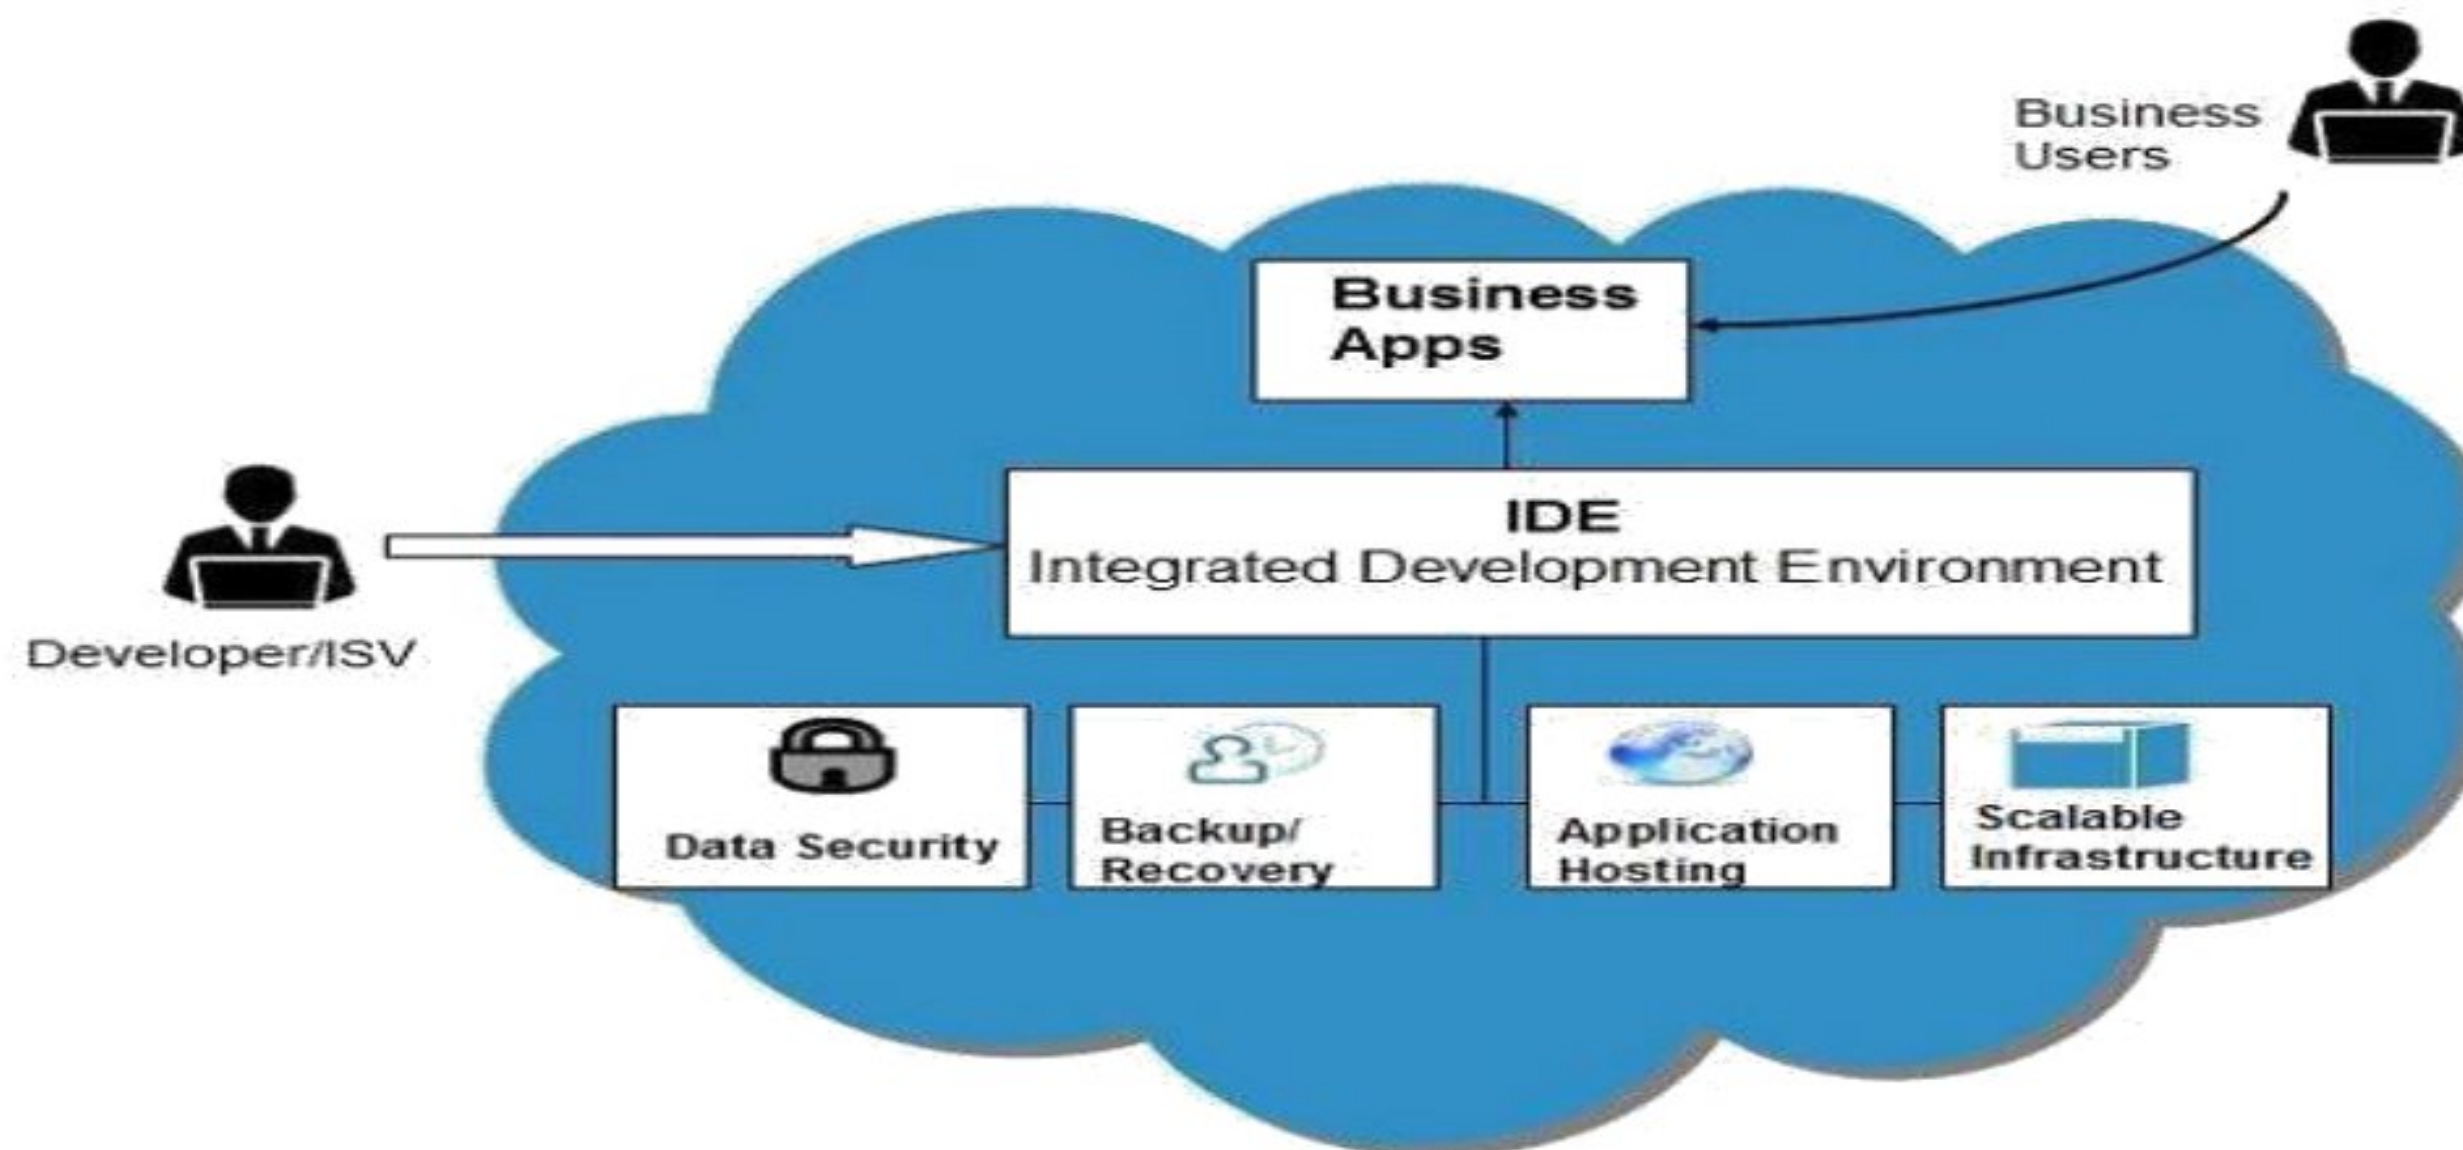 Business
Users
Business
Apps
IDE
Integrated Development Environment
Developer/ISV
Data Security
Backup/
Recovery
Application
Hosting
Scalable
Infrastructure